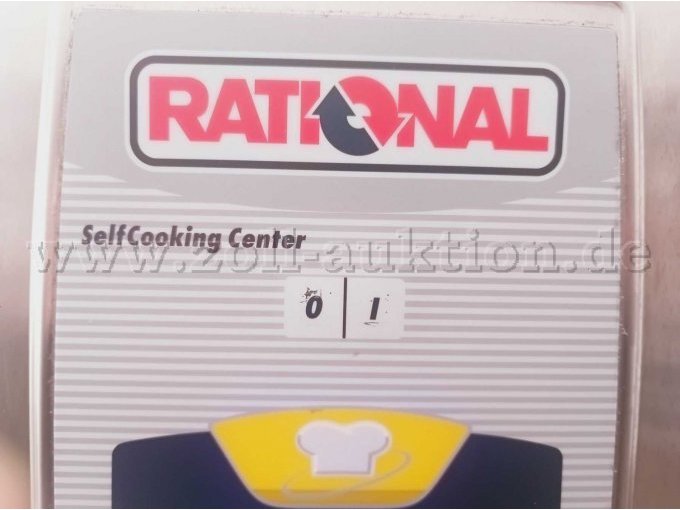 RATIONAL
SelfCooking Center
www.zoll-auktion.de
0 | I